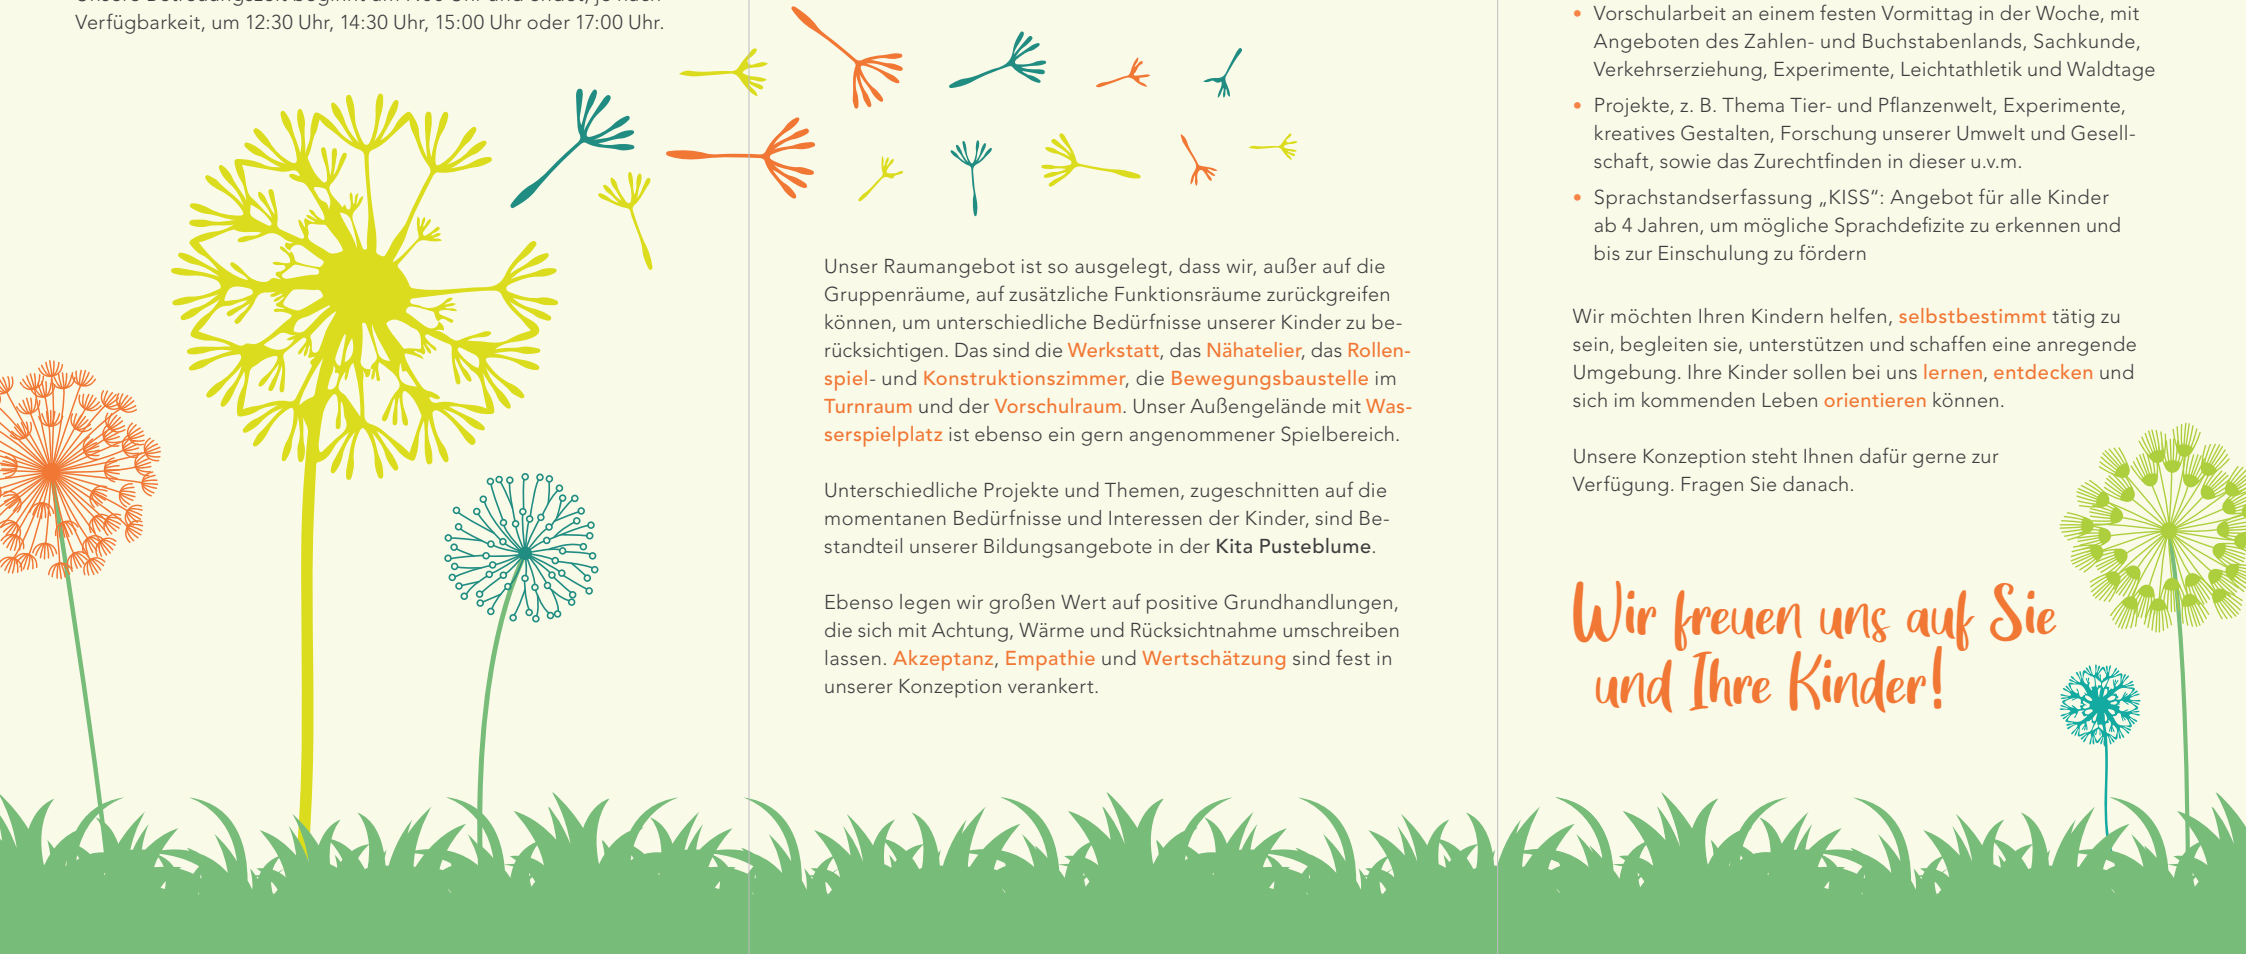 Verfügbarkeit, um 12:30 Uhr, 14:30 Uhr, 15:00 Uhr oder 17:00 Uhr.
Unser Raumangebot ist so ausgelegt, dass wir, außer auf die
Gruppenräume, auf zusätzliche Funktionsräume zurückgreifen
können, um unterschiedliche Bedürfnisse unserer Kinder zu be-
rücksichtigen. Das sind die Werkstatt, das Nähatelier, das Rollen-
spiel- und Konstruktionszimmer, die Bewegungsbaustelle im
Turnraum und der Vorschulraum. Unser Außengelände mit Was-
serspielplatz ist ebenso ein gern angenommener Spielbereich.
Unterschiedliche Projekte und Themen, zugeschnitten auf die
momentanen Bedürfnisse und Interessen der Kinder, sind Be-
standteil unserer Bildungsangebote in der Kita Pusteblume.
Ebenso legen wir großen Wert auf positive Grundhandlungen,
die sich mit Achtung, Wärme und Rücksichtnahme umschreiben
lassen. Akzeptanz, Empathie und Wertschätzung sind fest in
unserer Konzeption verankert.
• Vorschularbeit an einem festen Vormittag in der Woche, mit
Angeboten des Zahlen- und Buchstabenlands, Sachkunde,
Verkehrserziehung, Experimente, Leichtathletik und Waldtage
• Projekte, z. B. Thema Tier- und Pflanzenwelt, Experimente,
kreatives Gestalten, Forschung unserer Umwelt und Gesell-
schaft, sowie das Zurechtfinden in dieser u.v.m.
• Sprachstandserfassung „KISS“: Angebot für alle Kinder
ab 4 Jahren, um mögliche Sprachdefizite zu erkennen und
bis zur Einschulung zu fördern
Wir möchten Ihren Kindern helfen, selbstbestimmt tätig zu
sein, begleiten sie, unterstützen und schaffen eine anregende
Umgebung. Ihre Kinder sollen bei uns lernen, entdecken und
sich im kommenden Leben orientieren können.
Unsere Konzeption steht Ihnen dafür gerne zur
Verfügung. Fragen Sie danach.
Wir freuen uns auf Sie
und Ihre Kinder!